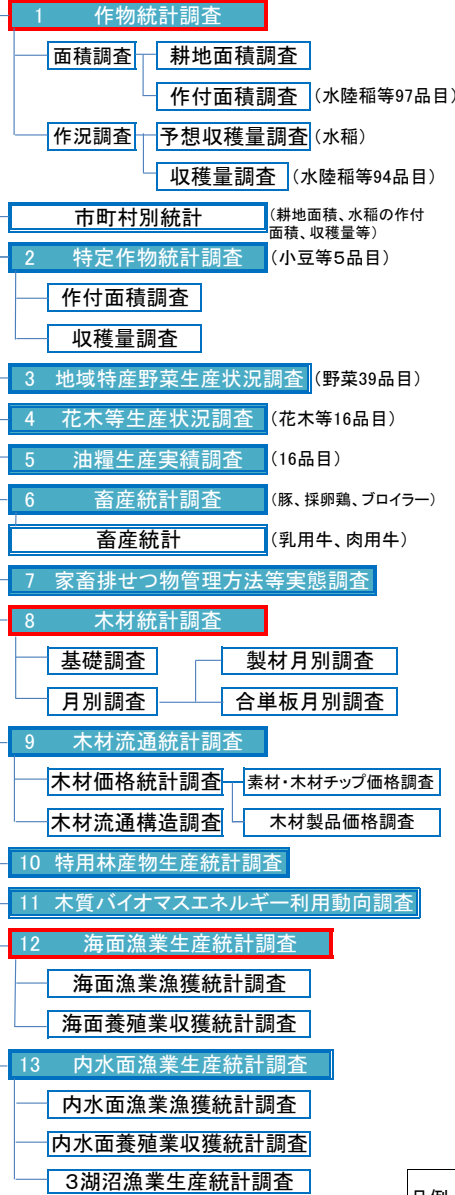 1 作物統計調査
面積調査 耕地面積調査
作付面積調査 (水陸稲等97品目)
作況調査 予想収穫量調査 (水稲)
収穫量調査 (水陸稲等94品目)
市町村別統計 (耕地面積、水稲の作付
面積、収穫量等)
2 特定作物統計調査 (小豆等5品目)
作付面積調査
収穫量調査
3 地域特産野菜生産状況調査 (野菜39品目)
4 花木等生産状況調査 (花木等16品目)
5 油糧生産実績調査 (16品目)
6 畜産統計調査 (豚、採卵鶏、ブロイラー)
畜産統計 (乳用牛、肉用牛)
7 家畜排せつ物管理方法等実態調査
8 木材統計調査
基礎調査 製材月別調査
月別調査 合単板月別調査
9 木材流通統計調査
木材価格統計調査 素材・木材チップ価格調査
木材流通構造調査 木材製品価格調査
10 特用林産物生産統計調査
11 木質バイオマスエネルギー利用動向調査
12 海面漁業生産統計調査
海面漁業漁獲統計調査
海面養殖業収獲統計調査
13 内水面漁業生産統計調査
内水面漁業漁獲統計調査
内水面養殖業収獲統計調査
3湖沼漁業生産統計調査
凡例